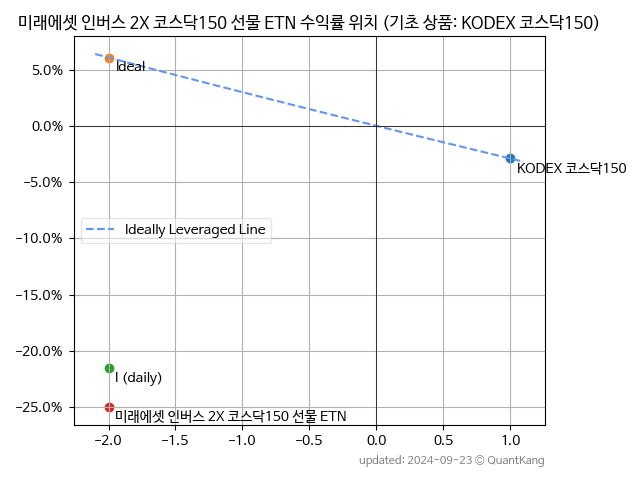 미래에셋 인버스 2X 코스닥150 선물 ETN 수익률 위치 (기초 상품: KODEX 코스닥150)
5.0%
Ideal
0.0%
KODEX 코스닥150
−5.0%
Ideally Leveraged Line
−10.0%
−15.0%
−20.0%
I (daily)
−25.0%
미래에셋 인버스 2X 코스닥150 선물 ETN
−2.0 −1.5 −1.0 −0.5 0.0 0.5 1.0
updated: 2024-09-23 © QuantKang